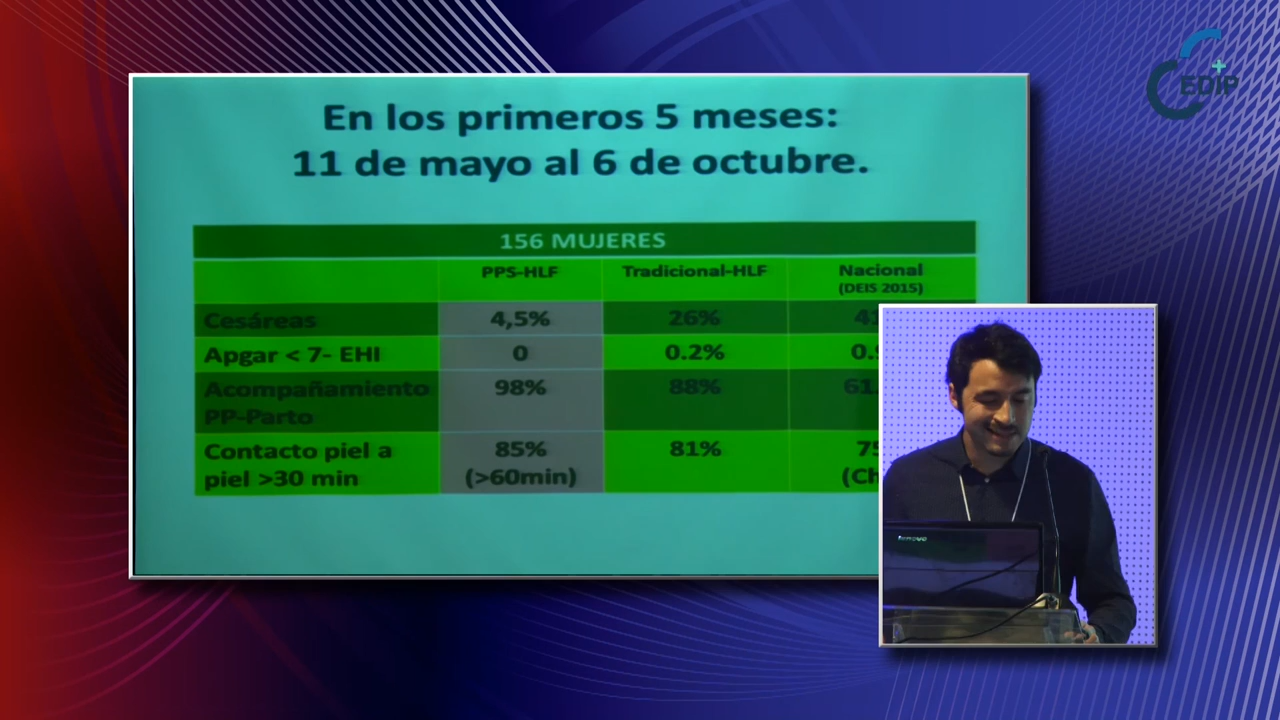 EDIP
En los primeros 5 meses:
11 de mayo al 6 de octubre.
156 MUJERES
PPS-HLF Tradicional-HLF Nacional
(DEIS 2015)
Cesáreas 4,5% 26%
Apgar < 7- EHI 0 0.2%
Acompañamiento 98% 88%
PP-Parto
Contacto piel a 85% 81%
piel >30 min (>60min)
lenovo